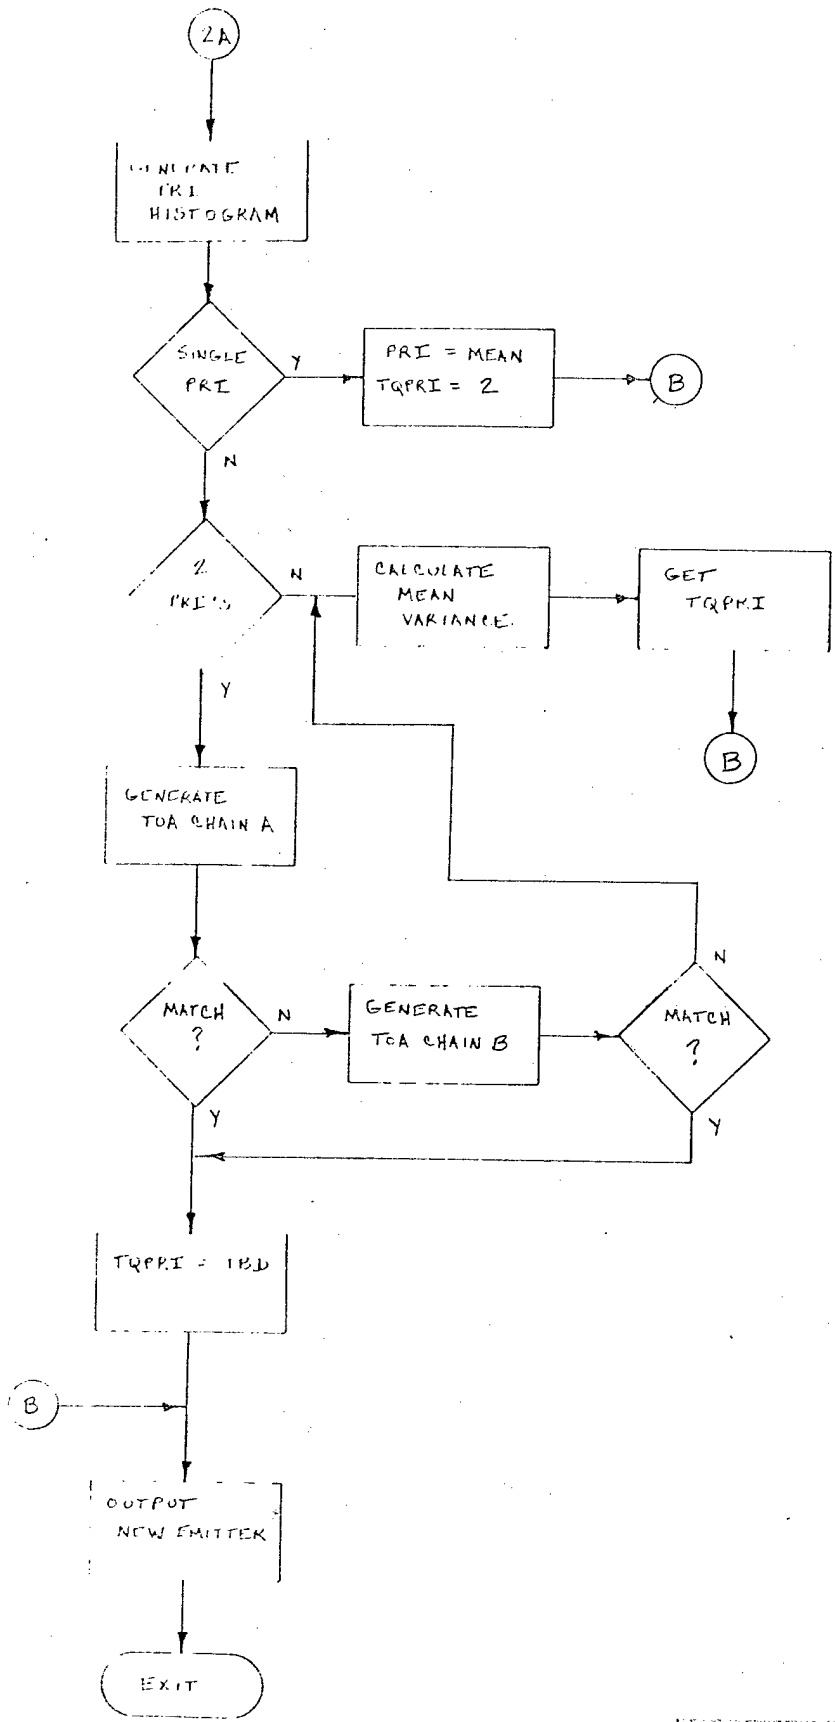 2A
GENERATE
PRI
HISTOGRAM
SINGLE
PRI
Y
PRI = MEAN
TQPRI = 2
B
N
2
PRI'S
N
CALCULATE
MEAN
VARIANCE.
GET
TQPRI
Y
B
GENERATE
TOA CHAIN A
MATCH
?
N
GENERATE
TOA CHAIN B
N
MATCH
?
Y
Y
TQPRI = TBD
B
OUTPUT
NEW EMITTER
EXIT